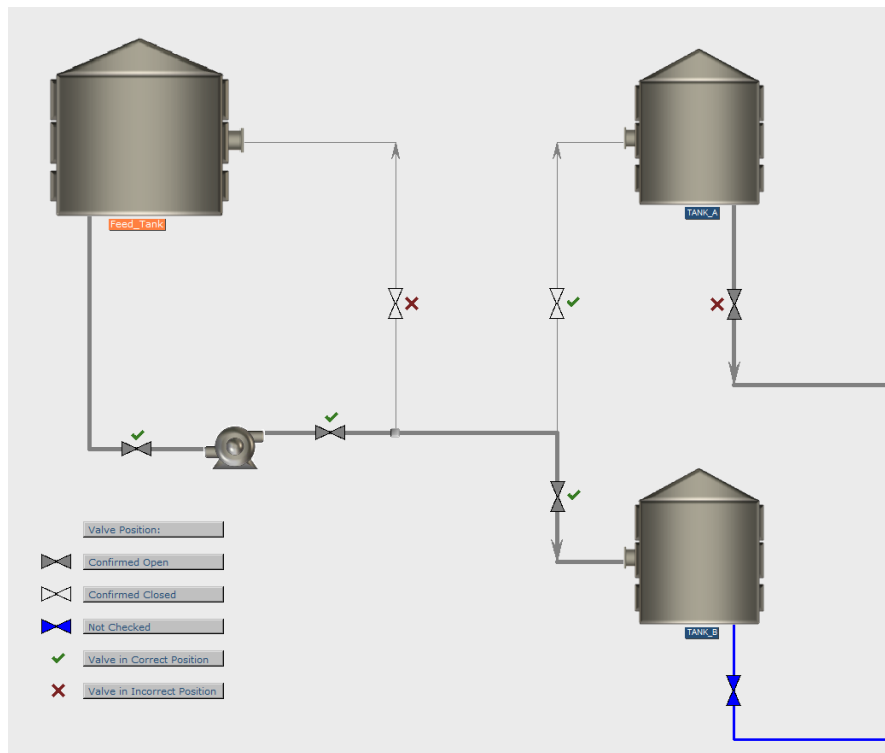 Feed_Tank
TANK_A
Valve Position:
Confirmed Open
Confirmed Closed
Not Checked
Valve in Correct Position
Valve in Incorrect Position
TANK_B